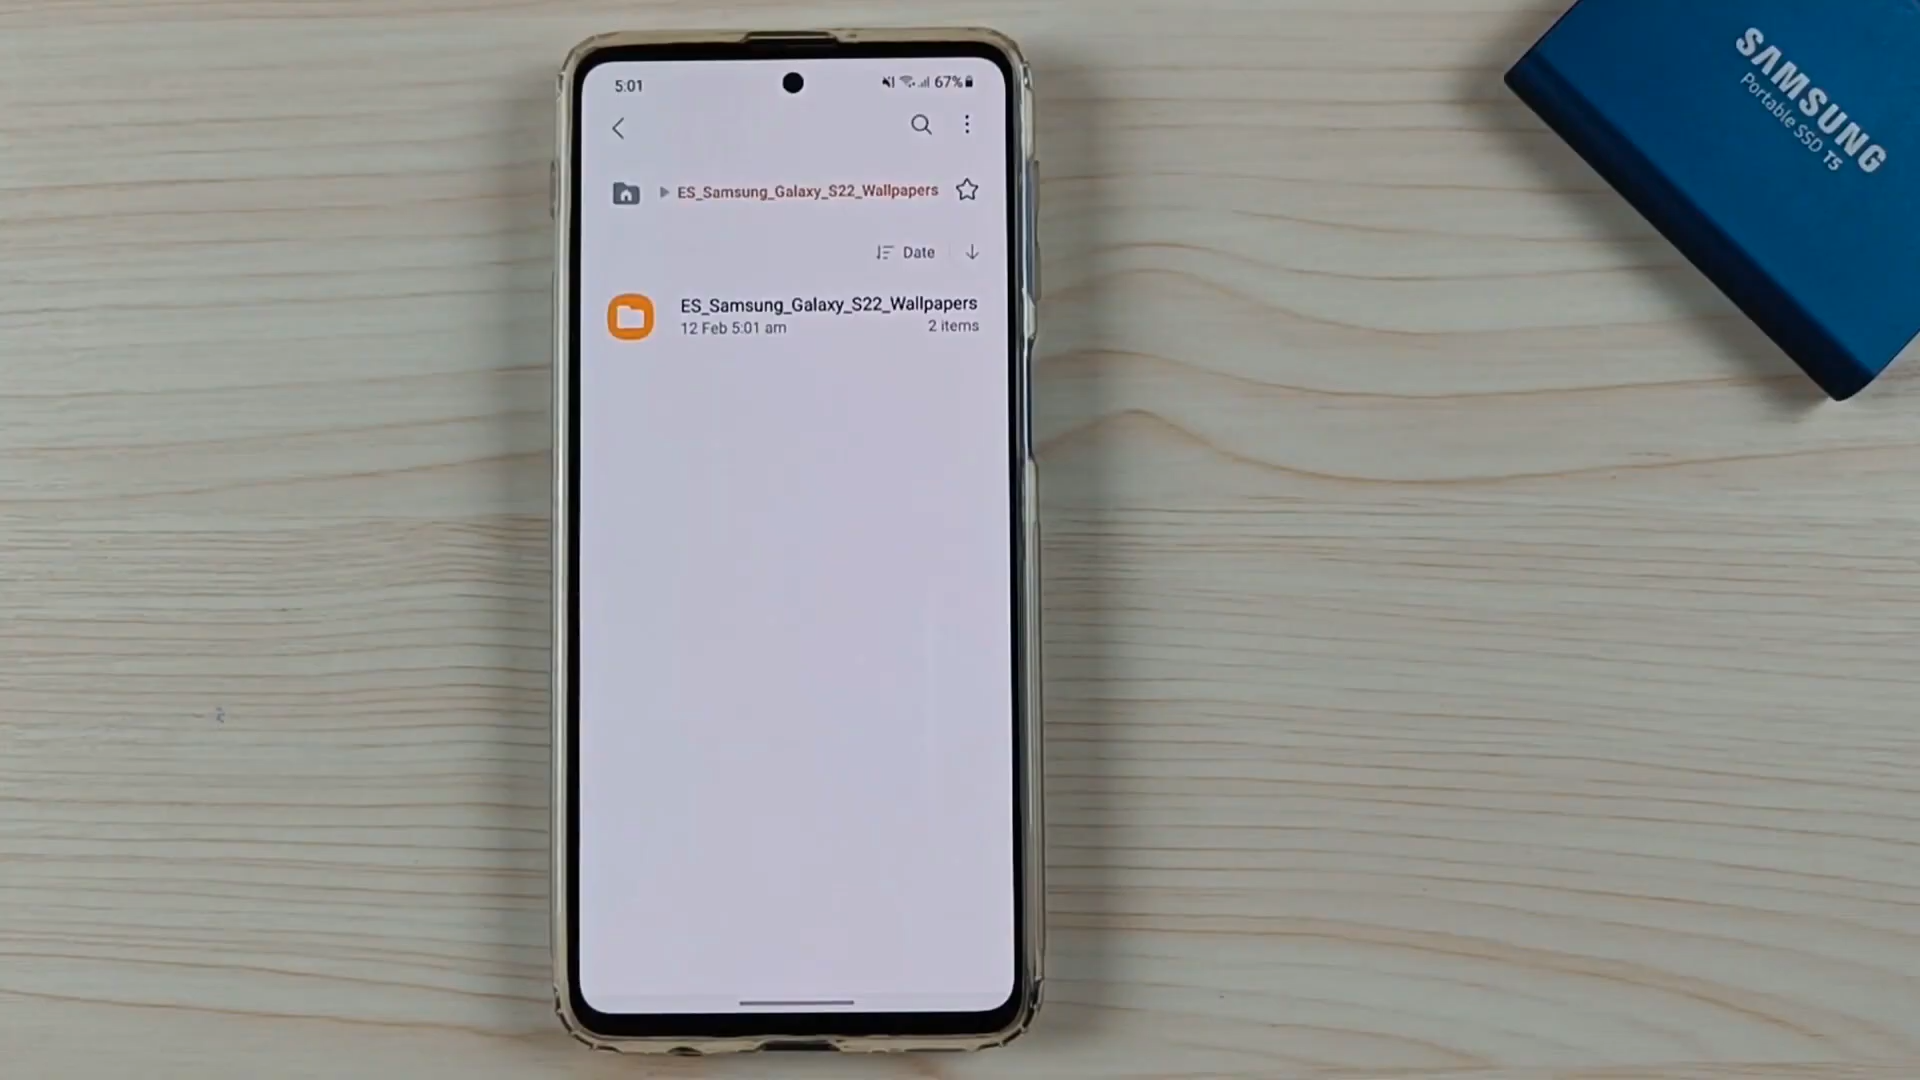 5:01
67%
ES_Samsung_Galaxy_S22_Wallpapers
Date
ES_Samsung_Galaxy_S22_Wallpapers
12 Feb 5:01 am
2 items
SAMSUNG
Portable SSD T5